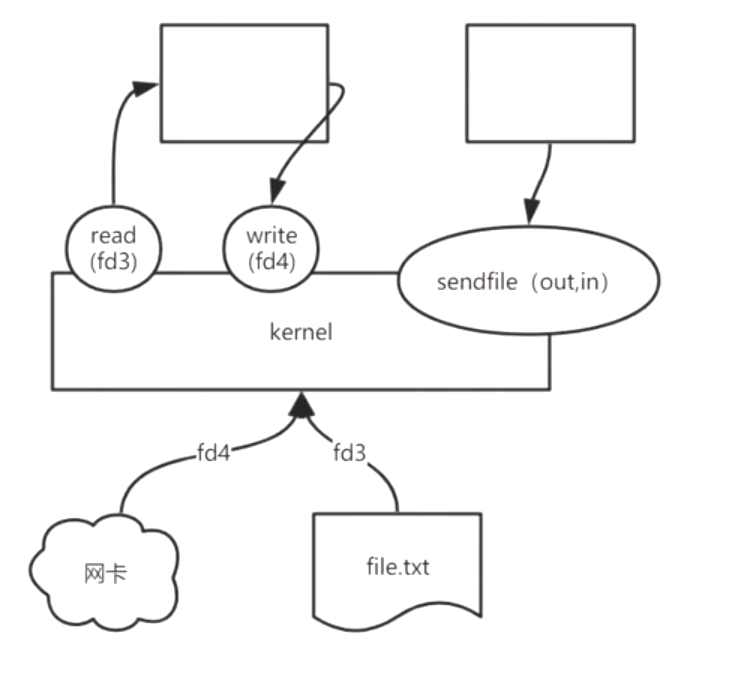 read
(fd3)
write
(fd4)
sendfile（out,in）
kernel
fd4
fd3
网卡
file.txt